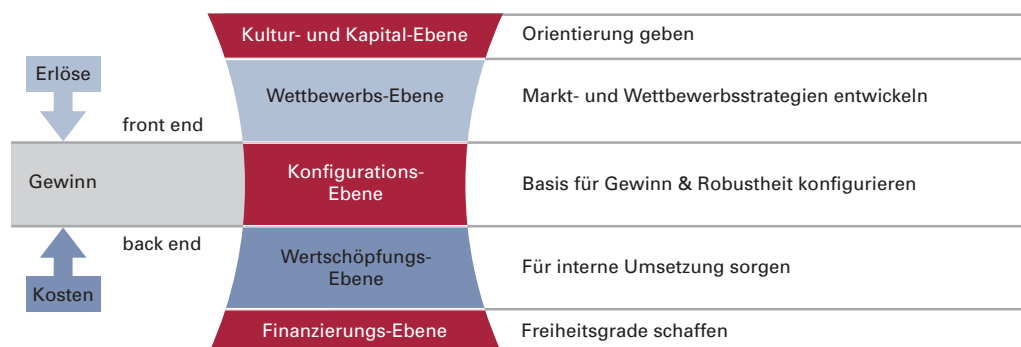 Kultur- und Kapital-Ebene
Orientierung geben
Erlöse
Wettbewerbs-Ebene
Markt- und Wettbewerbsstrategien entwickeln
front end
Gewinn
Konfigurations-
Ebene
Basis für Gewinn & Robustheit konfigurieren
back end
Wertschöpfungs-
Ebene
Für interne Umsetzung sorgen
Kosten
Finanzierungs-Ebene
Freiheitsgrade schaffen